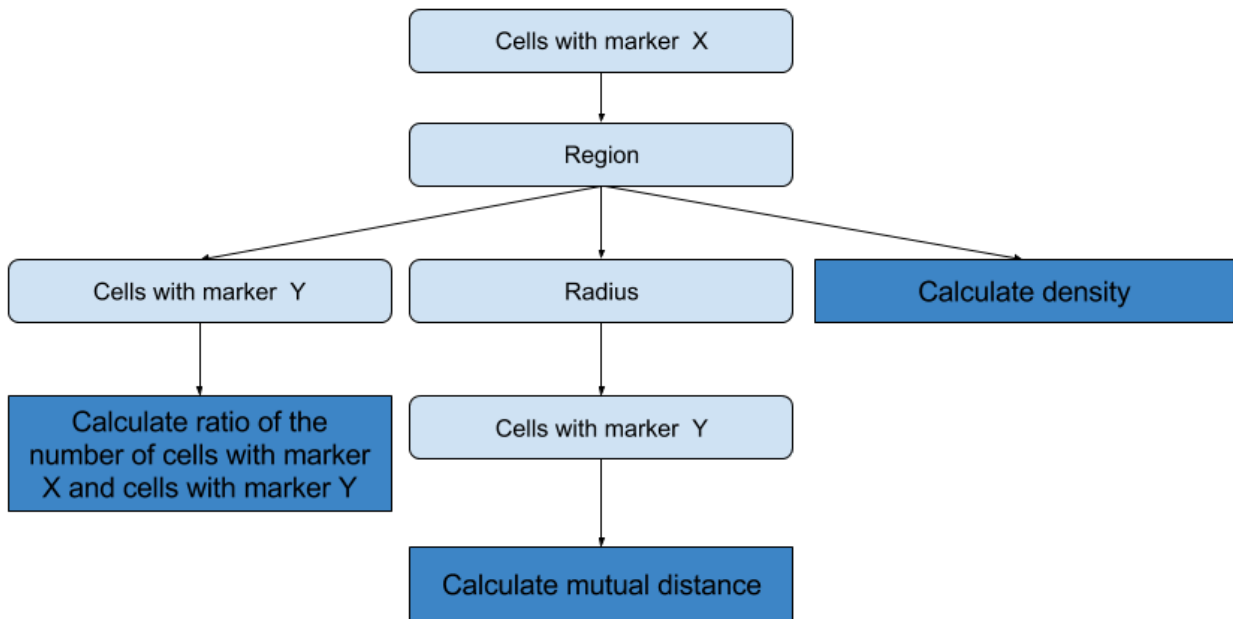 Cells with marker X
Region
Cells with marker Y
Radius
Calculate density
Calculate ratio of the
number of cells with marker
X and cells with marker Y
Cells with marker Y
Calculate mutual distance